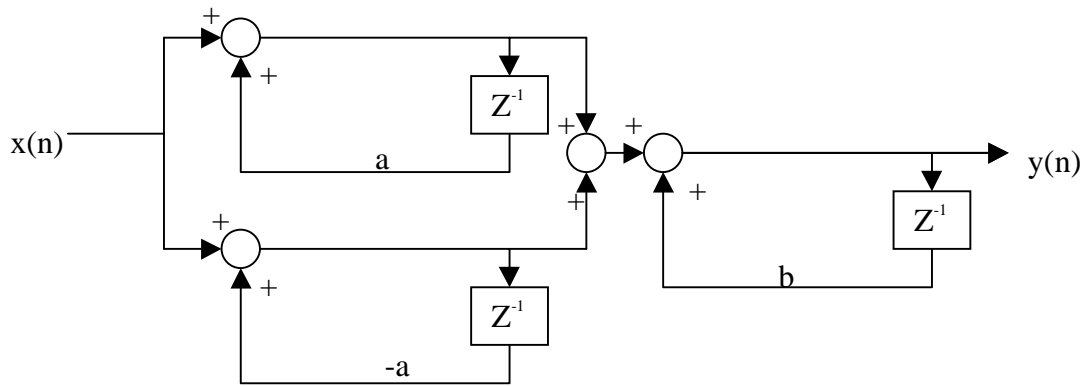 +
+
Z⁻¹
a
x(n)
+
+
+
+
y(n)
Z⁻¹
b
+
+
Z⁻¹
-a